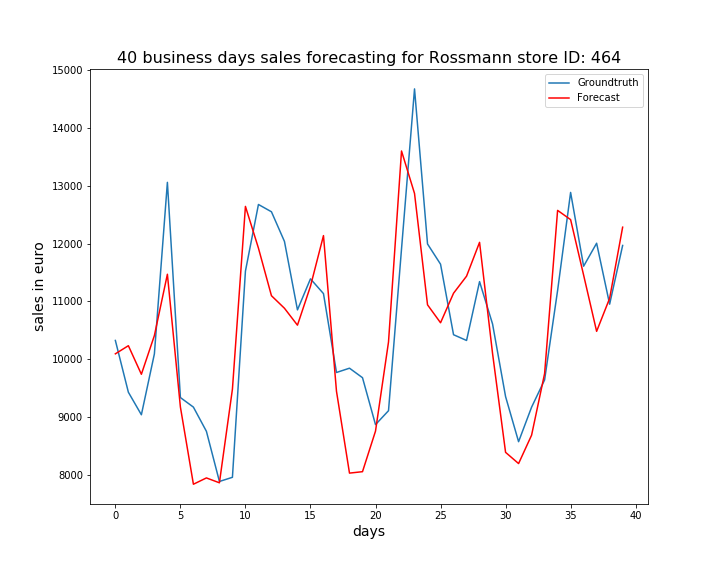 40 business days sales forecasting for Rossmann store ID: 464
Groundtruth
Forecast
sales in euro
15000
14000
13000
12000
11000
10000
9000
8000
0 5 10 15 20 25 30 35 40
days